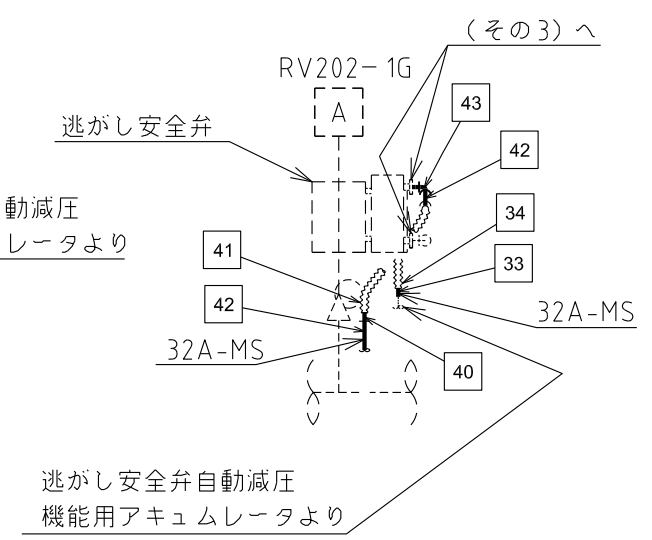 (その3)へ
RV202-1G
A
43
逃がし安全弁
42
動減圧
レータより
34
41
33
42
32A-MS
32A-MS
40
逃がし安全弁自動減圧
機能用アキュムレータより